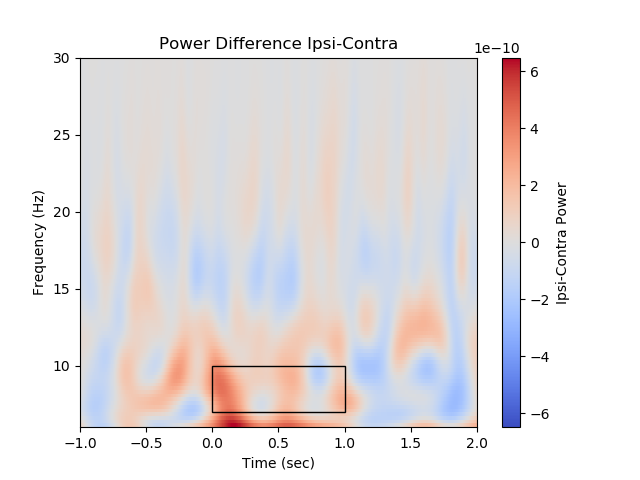 Power Difference Ipsi-Contra
1e−10
30
25
20
15
10
Frequency (Hz)
−1.0 −0.5 0.0 0.5 1.0 1.5 2.0
Time (sec)
6
4
2
0
−2
−4
−6
Ipsi-Contra Power